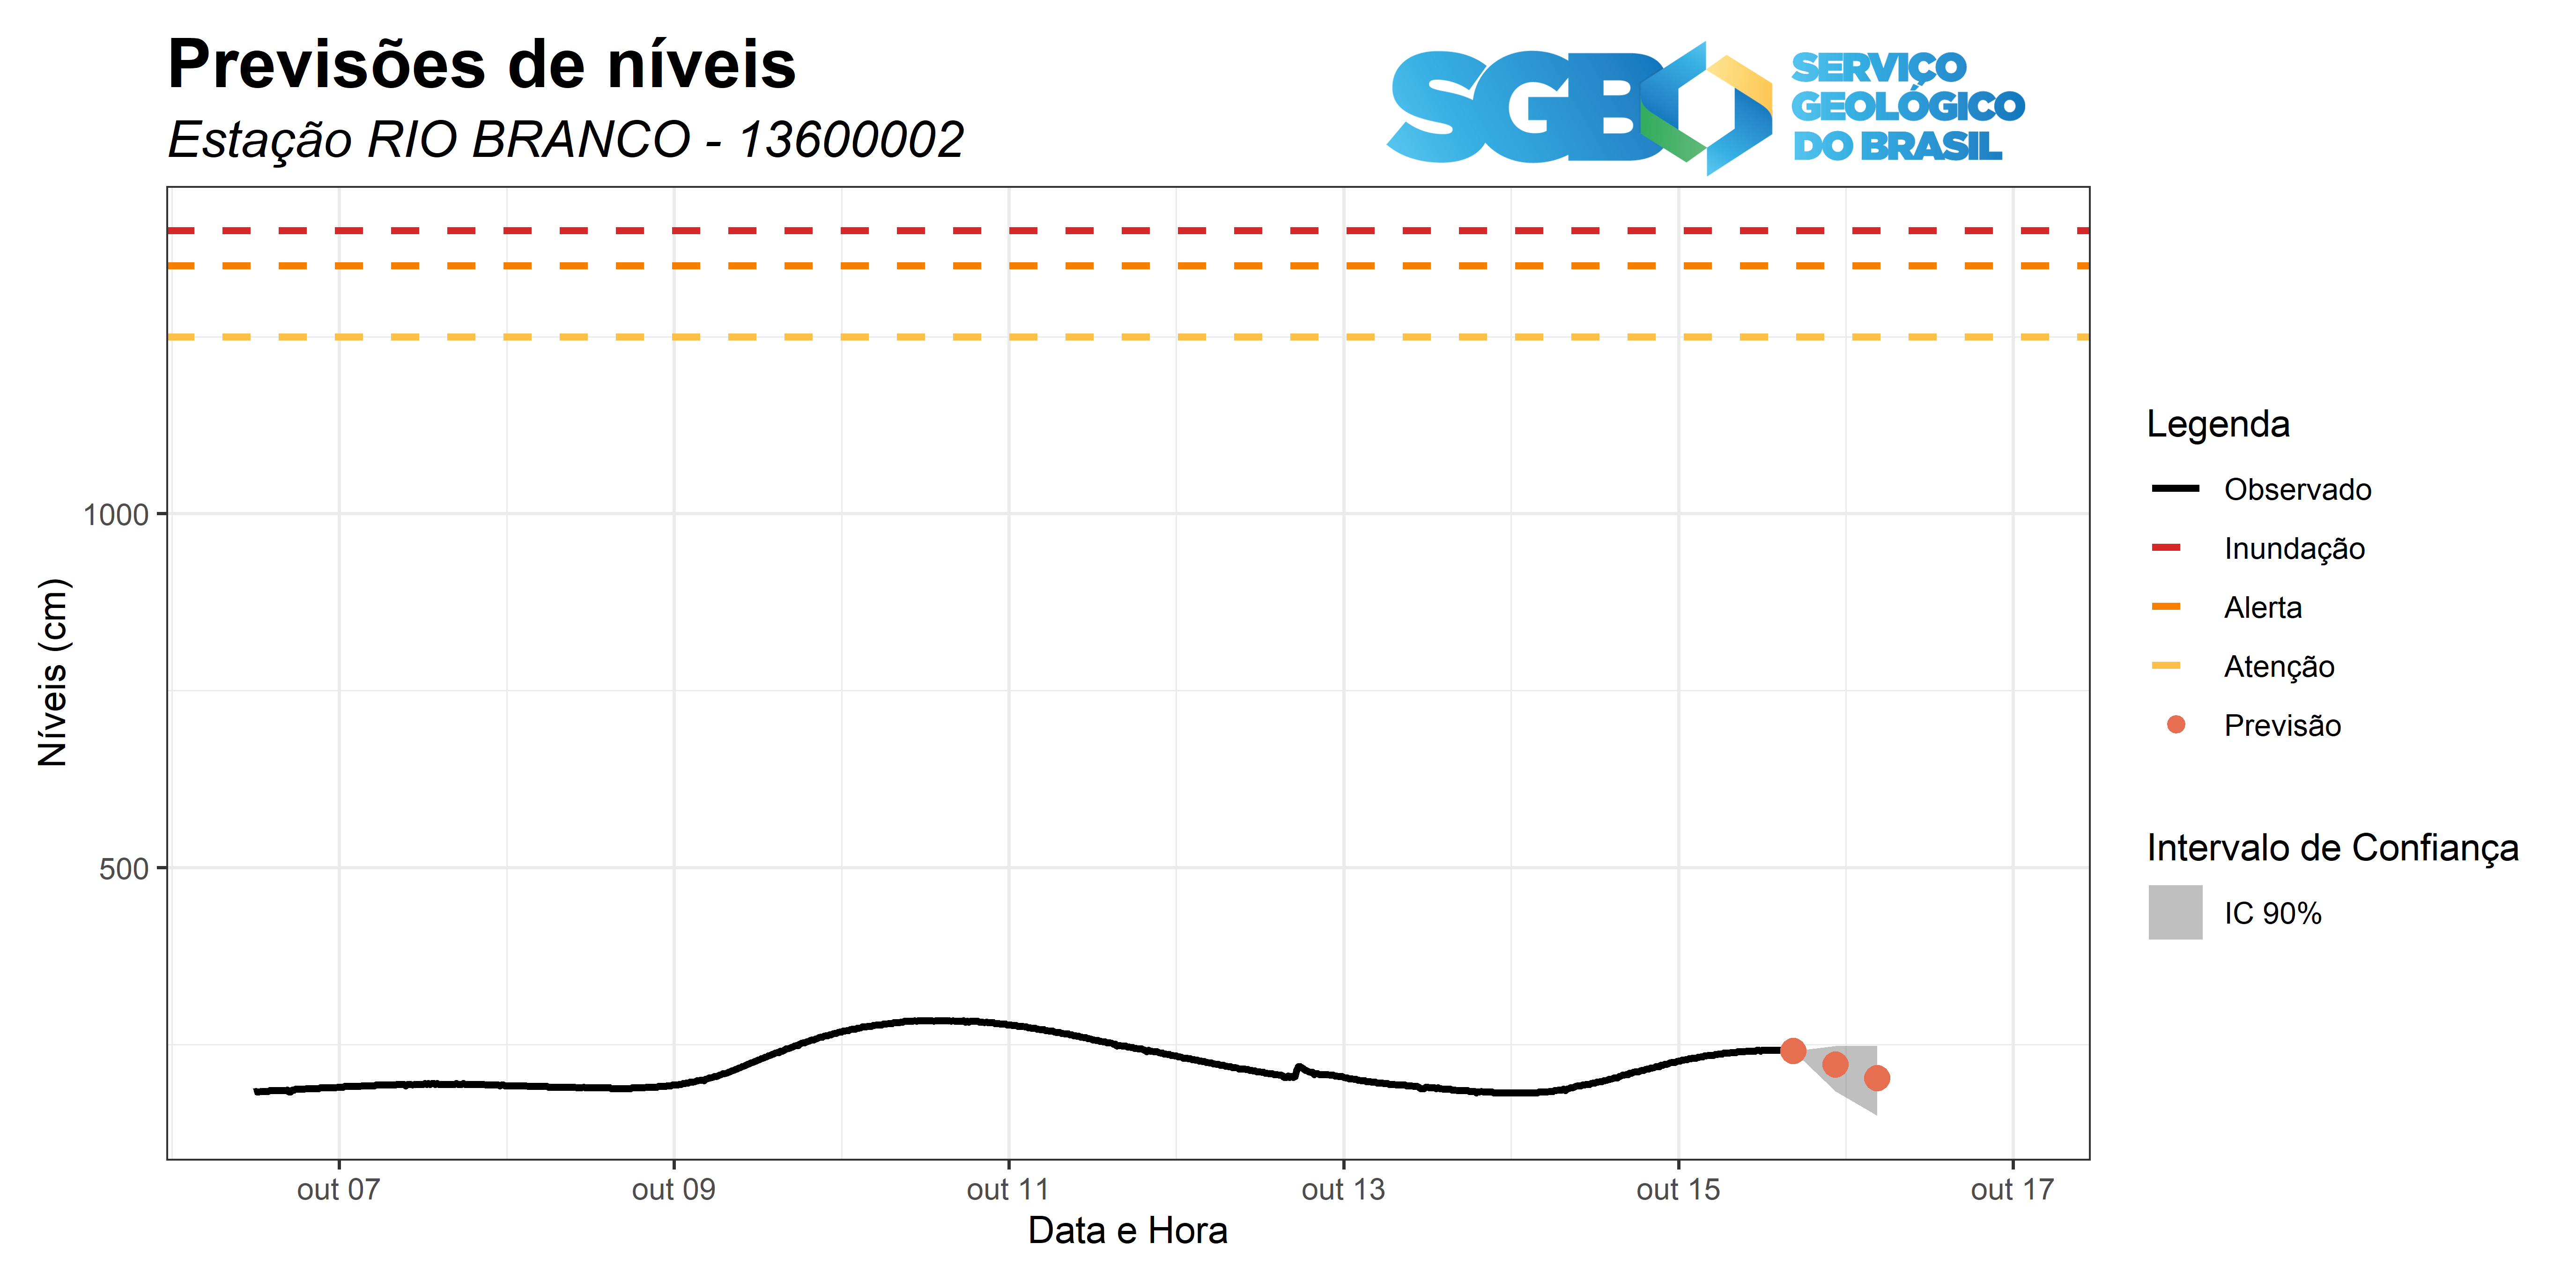 Previsões de níveis
Estação RIO BRANCO - 13600002
SGB
SERVIÇO
GEOLÓGICO
DO BRASIL
Níveis (cm)
1000
500
out 07
out 09
out 11
out 13
out 15
out 17
Data e Hora
Legenda
Observado
Inundação
Alerta
Atenção
Previsão
Intervalo de Confiança
IC 90%